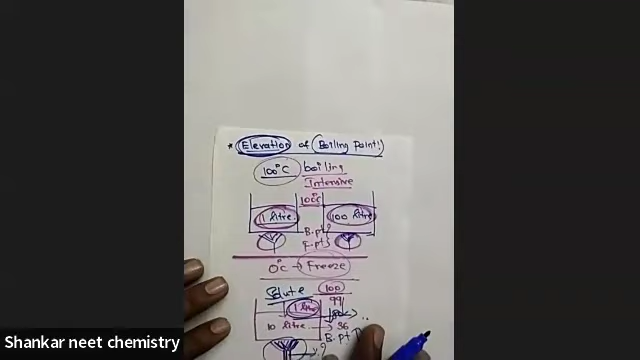 * Elevation of Boiling Point!
100°C boiling
Intensive
100°C
1 litre
100 litre
B.pt
F.pt
0°C → Freeze
Solute
100
99
1 litre
10 litre
36
B.pt
Shankar neet chemistry